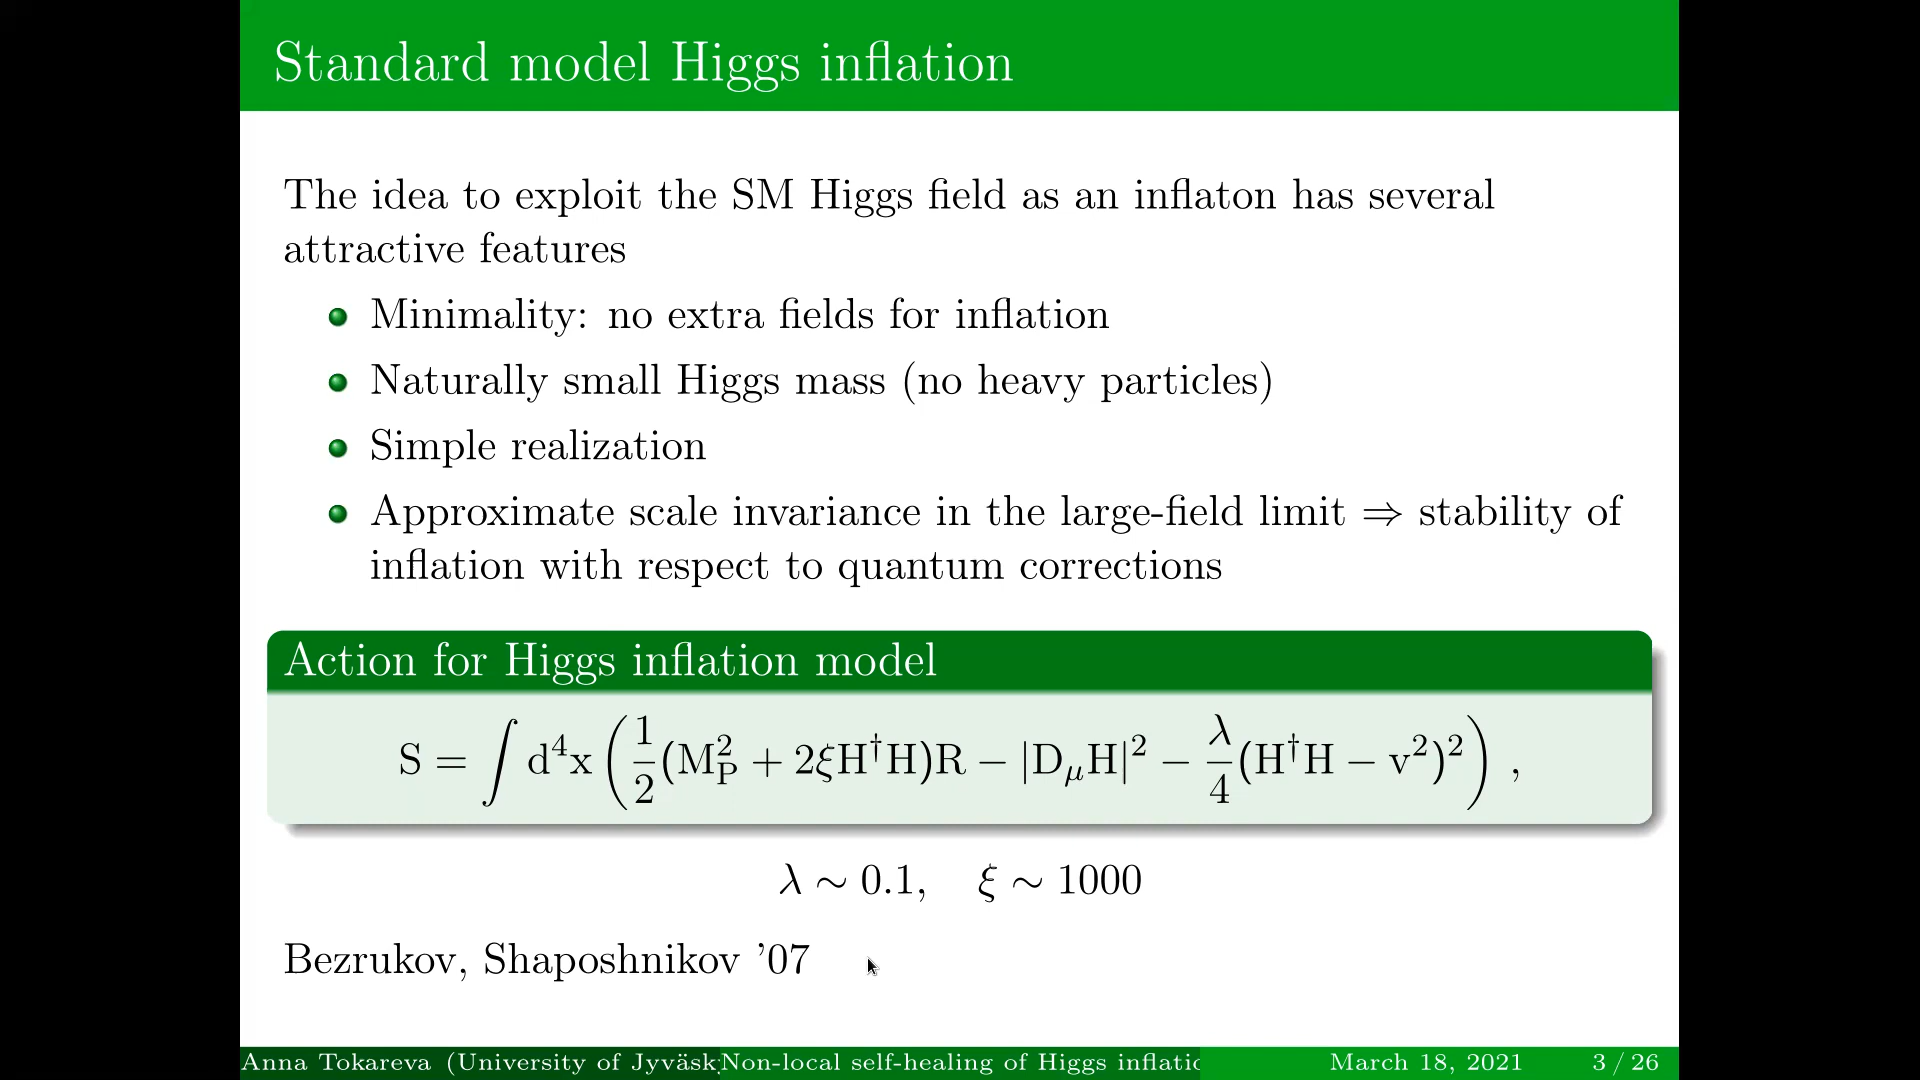 Standard model Higgs inflation
The idea to exploit the SM Higgs field as an inflaton has several
attractive features
Minimality: no extra fields for inflation
Naturally small Higgs mass (no heavy particles)
Simple realization
Approximate scale invariance in the large-field limit ⇒ stability of
inflation with respect to quantum corrections
Action for Higgs inflation model
S = ∫ d⁴x ( 1/2 (M_P² + 2ξH†H)R − |D_μH|² − λ/4 (H†H − v²)² ) ,
λ ∼ 0.1, ξ ∼ 1000
Bezrukov, Shaposhnikov ’07
Anna Tokareva (University of Jyväsk Non-local self-healing of Higgs inflatio March 18, 2021 3 / 26